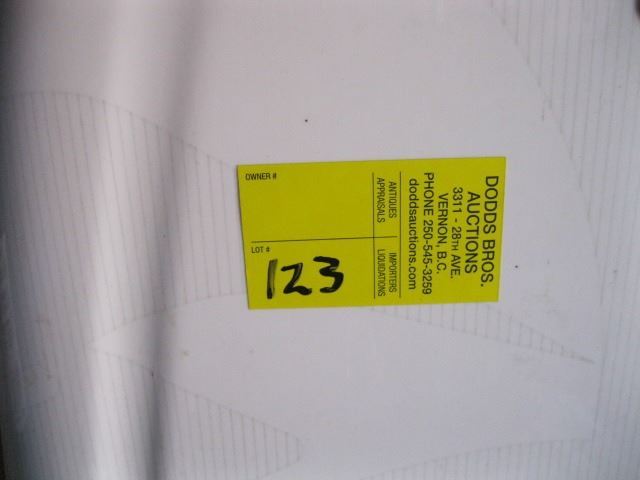 DODDS BROS.
AUCTIONS
3311 - 28TH AVE.
VERNON, B.C.
PHONE 250-545-3259
doddsauctions.com
ANTIQUES
APPRAISALS
IMPORTERS
LIQUIDATIONS
OWNER #
LOT #
123